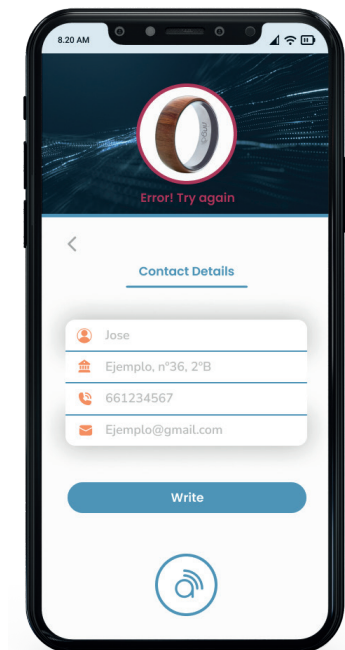 8.20 AM
Error! Try again
Contact Details
Jose
Ejemplo, nº36, 2ºB
661234567
Ejemplo@gmail.com
Write